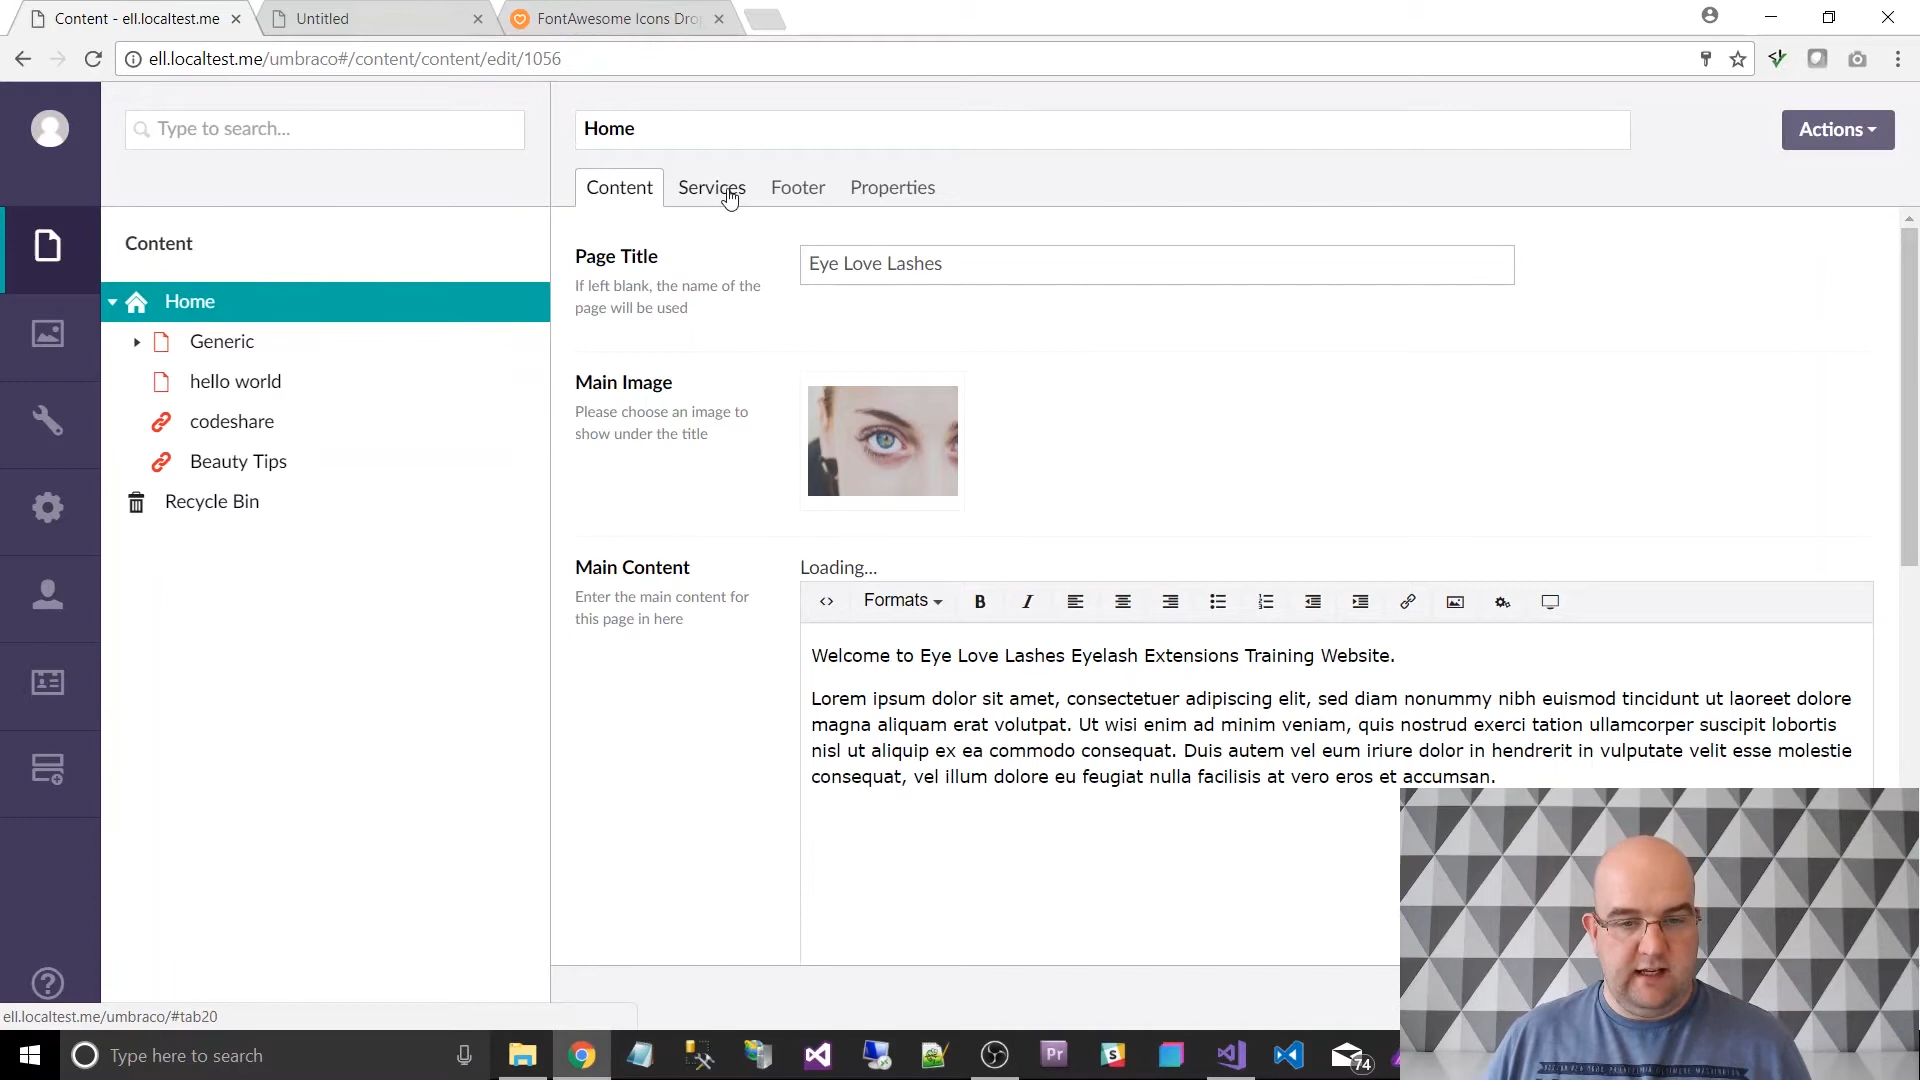 Content - ell.localtest.me
Untitled
FontAwesome Icons Dro
ell.localtest.me/umbraco#/content/content/edit/1056
Type to search...
Home
Actions
Content
Services
Footer
Properties
Content
Home
Generic
hello world
codeshare
Beauty Tips
Recycle Bin
Page Title
If left blank, the name of the
page will be used
Eye Love Lashes
Main Image
Please choose an image to
show under the title
Main Content
Enter the main content for
this page in here
Loading...
Formats
B
I
Welcome to Eye Love Lashes Eyelash Extensions Training Website.
Lorem ipsum dolor sit amet, consectetuer adipiscing elit, sed diam nonummy nibh euismod tincidunt ut laoreet dolore
magna aliquam erat volutpat. Ut wisi enim ad minim veniam, quis nostrud exerci tation ullamcorper suscipit lobortis
nisl ut aliquip ex ea commodo consequat. Duis autem vel eum iriure dolor in hendrerit in vulputate velit esse molestie
consequat, vel illum dolore eu feugiat nulla facilisis at vero eros et accumsan.
ell.localtest.me/umbraco/#tab20
Type here to search
Pr
S
74